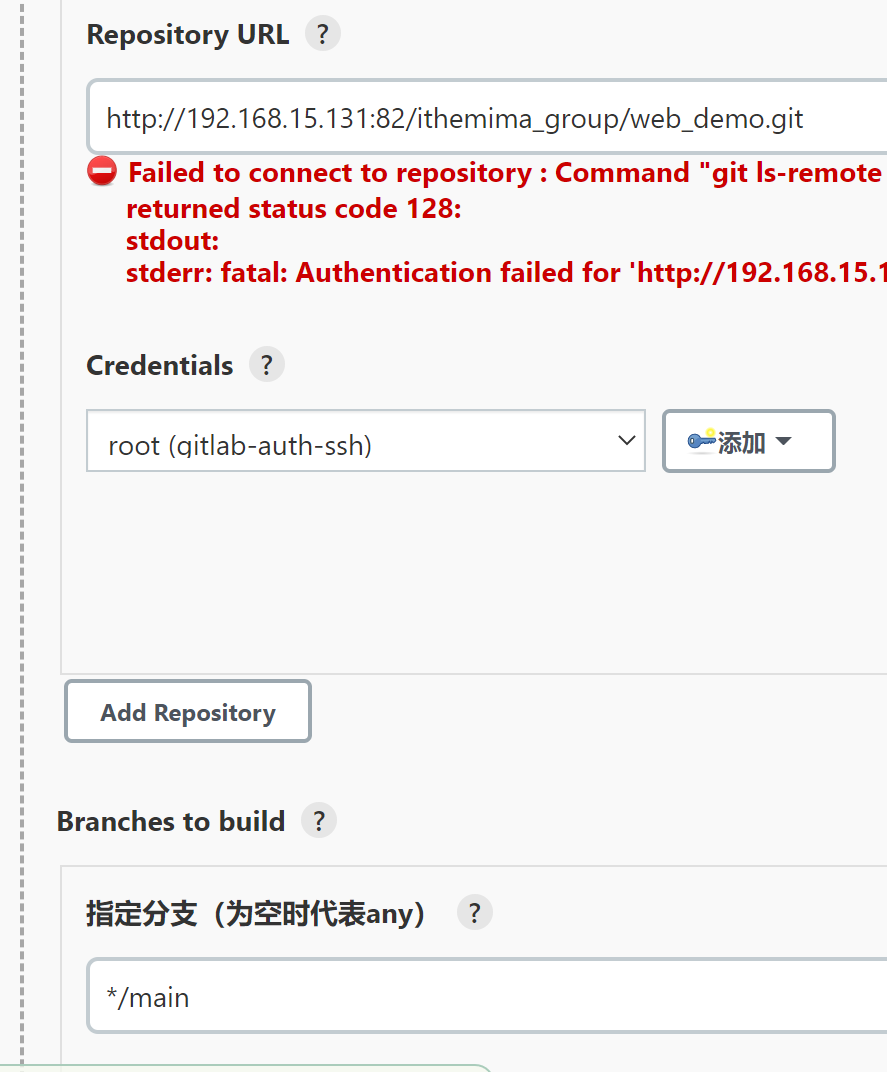 Repository URL ?
http://192.168.15.131:82/ithemima_group/web_demo.git
Failed to connect to repository : Command "git ls-remote
returned status code 128:
stdout:
stderr: fatal: Authentication failed for 'http://192.168.15.1
Credentials ?
root (gitlab-auth-ssh)
添加
Add Repository
Branches to build ?
指定分支（为空时代表any） ?
*/main